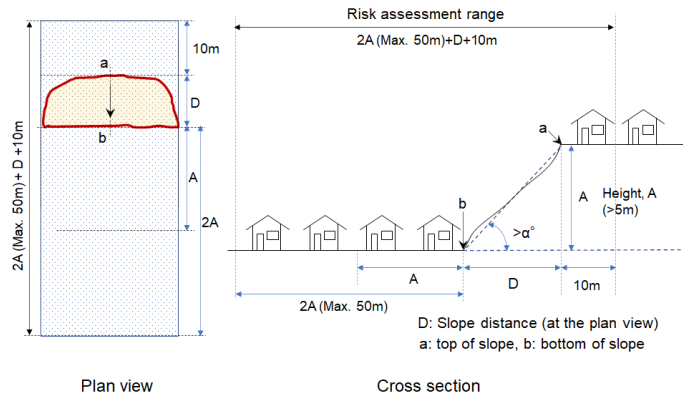 Risk assessment range
2A (Max. 50m)+D+10m
10m
a
D
b
A
2A
2A (Max. 50m) + D +10m
a
b
>α°
A
Height, A
(>5m)
A
D
10m
2A (Max. 50m)
D: Slope distance (at the plan view)
a: top of slope, b: bottom of slope
Plan view
Cross section